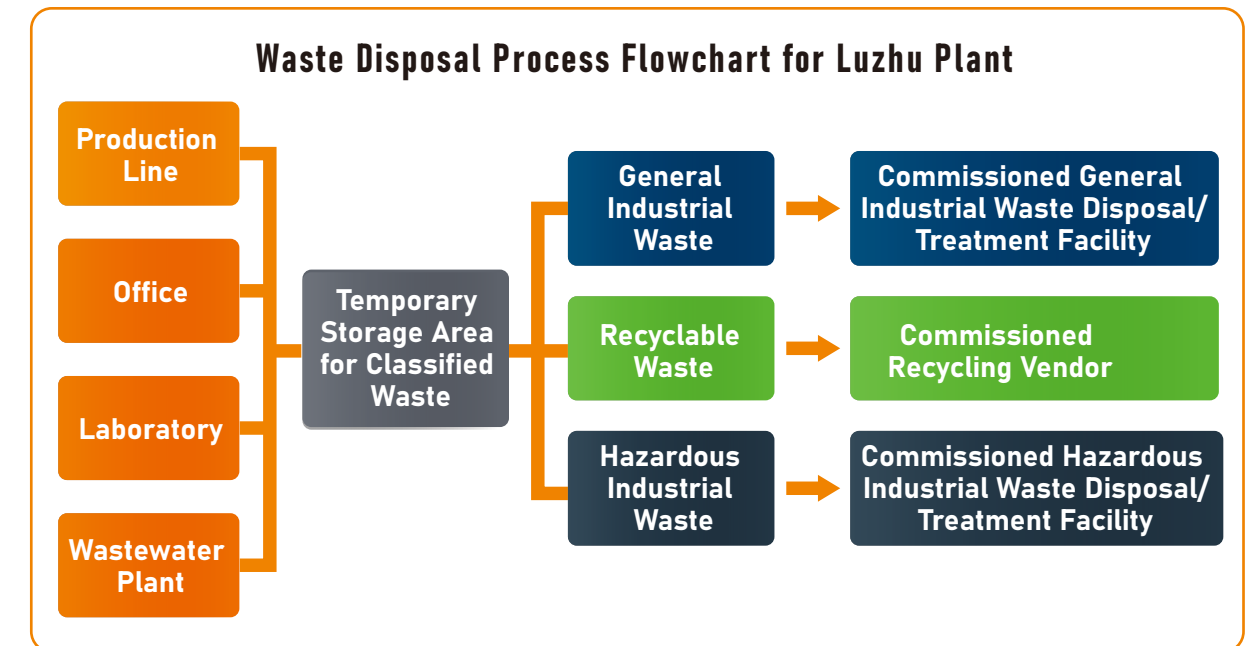 Waste Disposal Process Flowchart for Luzhu Plant
Production
Line
Office
Laboratory
Wastewater
Plant
Temporary
Storage Area
for Classified
Waste
General
Industrial
Waste
Commissioned General
Industrial Waste Disposal/
Treatment Facility
Recyclable
Waste
Commissioned
Recycling Vendor
Hazardous
Industrial
Waste
Commissioned Hazardous
Industrial Waste Disposal/
Treatment Facility